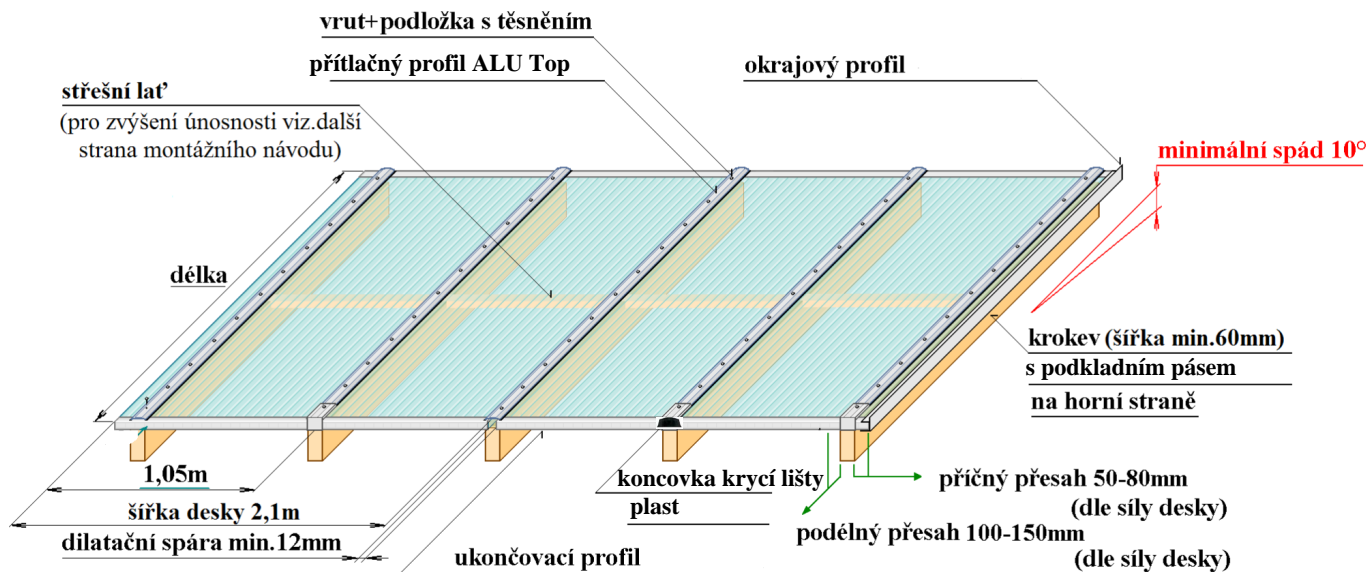 vrut+podložka s těsněním
přítlačný profil ALU Top
okrajový profil
střešní lať
(pro zvýšení únosnosti viz.další
strana montážního návodu)
minimální spád 10°
délka
krokev (šířka min.60mm)
s podkladním pásem
na horní straně
1,05m
šířka desky 2,1m
dilatační spára min.12mm
ukončovací profil
koncovka krycí lišty
plast
příčný přesah 50-80mm
(dle síly desky)
podélný přesah 100-150mm
(dle síly desky)